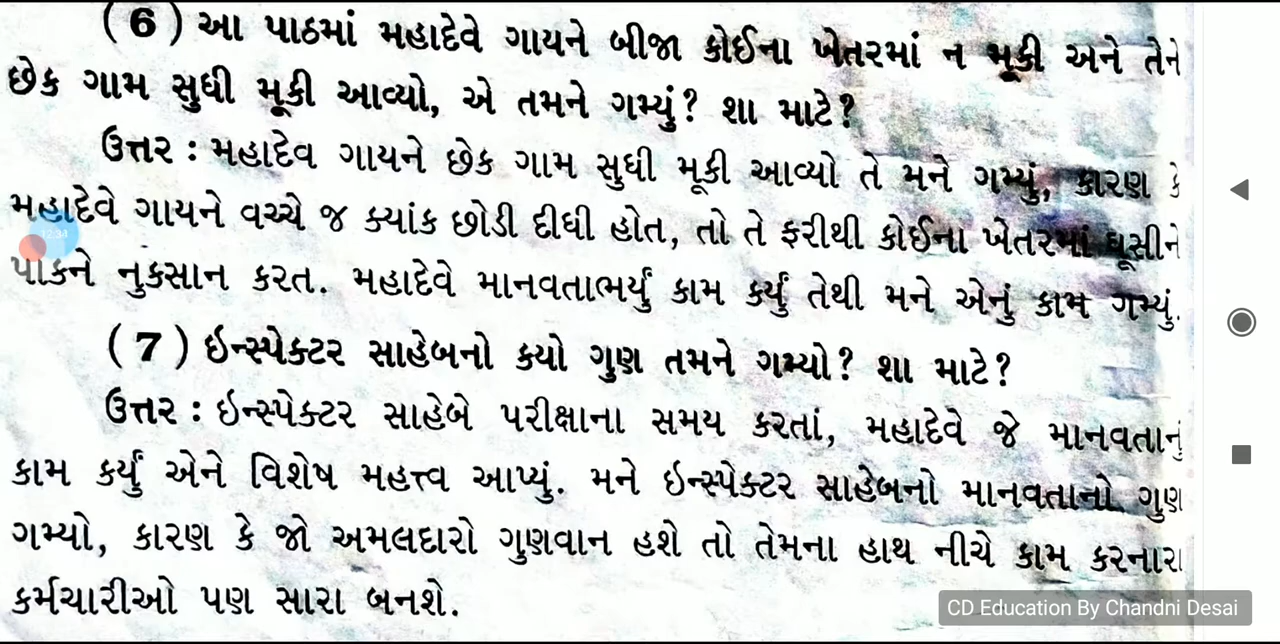 (6) આ પાઠમાં મહાદેવે ગાયને બીજા કોઈના ખેતરમાં ન મૂકી અને તેને
છેક ગામ સુધી મૂકી આવ્યો, એ તમને ગમ્યું? શા માટે?
ઉત્તર : મહાદેવ ગાયને છેક ગામ સુધી મૂકી આવ્યો તે મને ગમ્યું, કારણ કે
મહાદેવે ગાયને વચ્ચે જ ક્યાંક છોડી દીધી હોત, તો તે ફરીથી કોઈના ખેતરમાં ઘૂસીને
12:34
પાકને નુકસાન કરત. મહાદેવે માનવતાભર્યું કામ કર્યું તેથી મને એનું કામ ગમ્યું.
(7) ઇન્સ્પેક્ટર સાહેબનો કયો ગુણ તમને ગમ્યો? શા માટે?
ઉત્તર : ઇન્સ્પેક્ટર સાહેબે પરીક્ષાના સમય કરતાં, મહાદેવે જે માનવતાનું
કામ કર્યું એને વિશેષ મહત્ત્વ આપ્યું. મને ઇન્સ્પેક્ટર સાહેબનો માનવતાનો ગુણ
ગમ્યો, કારણ કે જો અમલદારો ગુણવાન હશે તો તેમના હાથ નીચે કામ કરનારા
કર્મચારીઓ પણ સારા બનશે.
CD Education By Chandni Desai